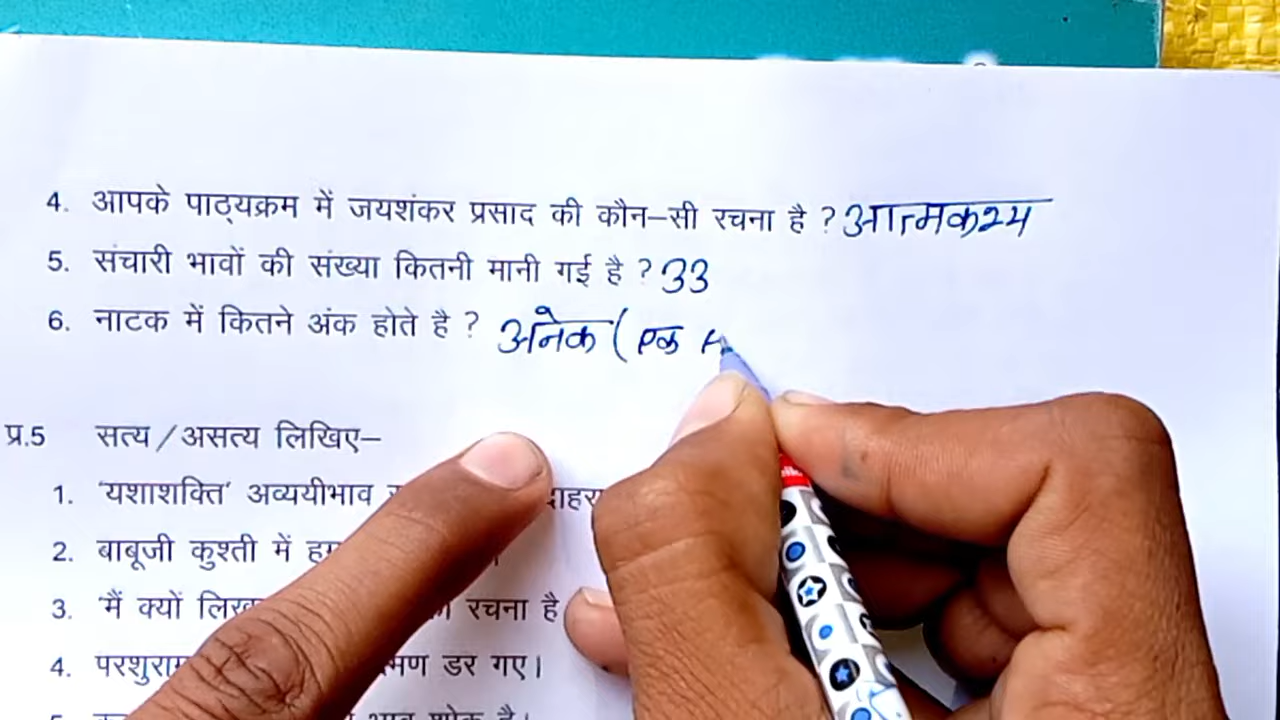 4. आपके पाठ्यक्रम में जयशंकर प्रसाद की कौन–सी रचना है ? आत्मकथ्य
5. संचारी भावों की संख्या कितनी मानी गई है ? 33
6. नाटक में कितने अंक होते है ? अनेक ( एक
प्र.5 सत्य / असत्य लिखिए–
1. 'यशाशक्ति' अव्ययीभाव
2. बाबूजी कुश्ती में
3. 'मैं क्यों रचना है
4. डर गए।
है।